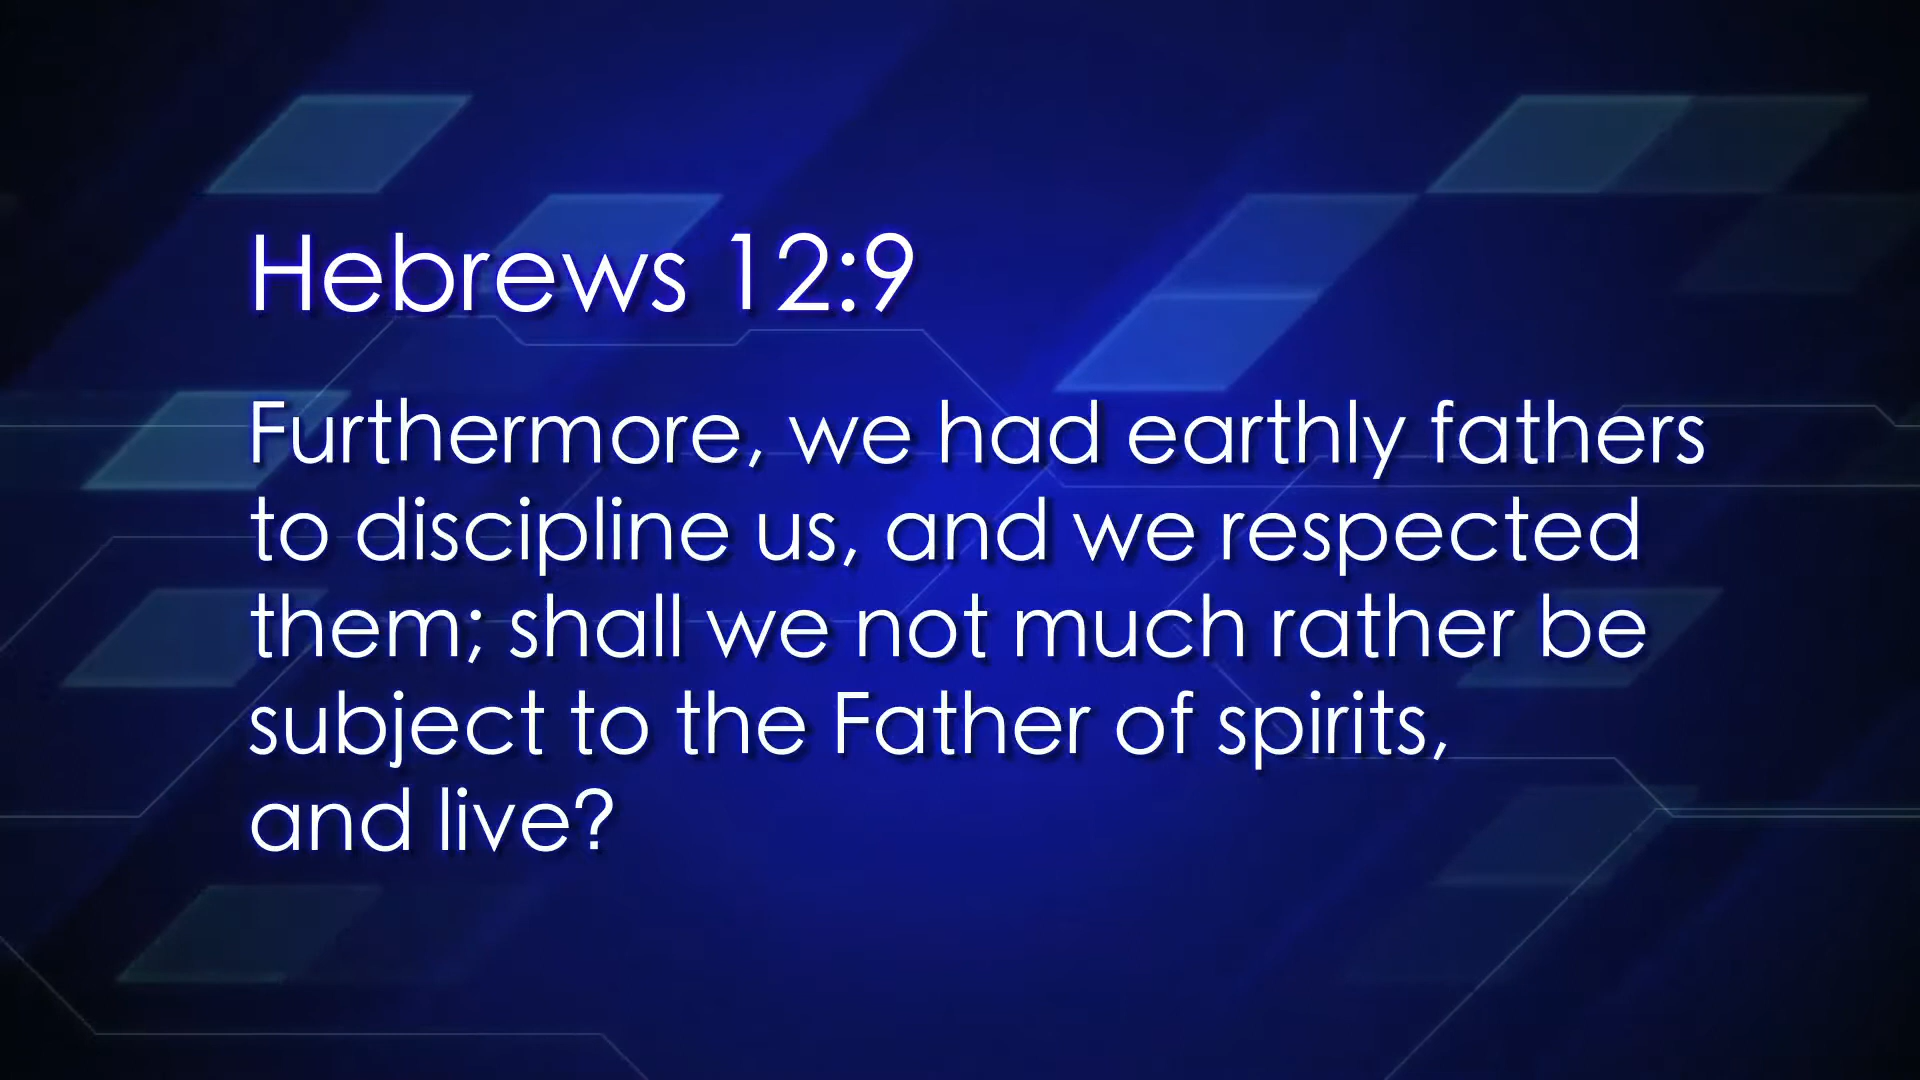 Hebrews 12:9
Furthermore, we had earthly fathers
to discipline us, and we respected
them; shall we not much rather be
subject to the Father of spirits,
and live?